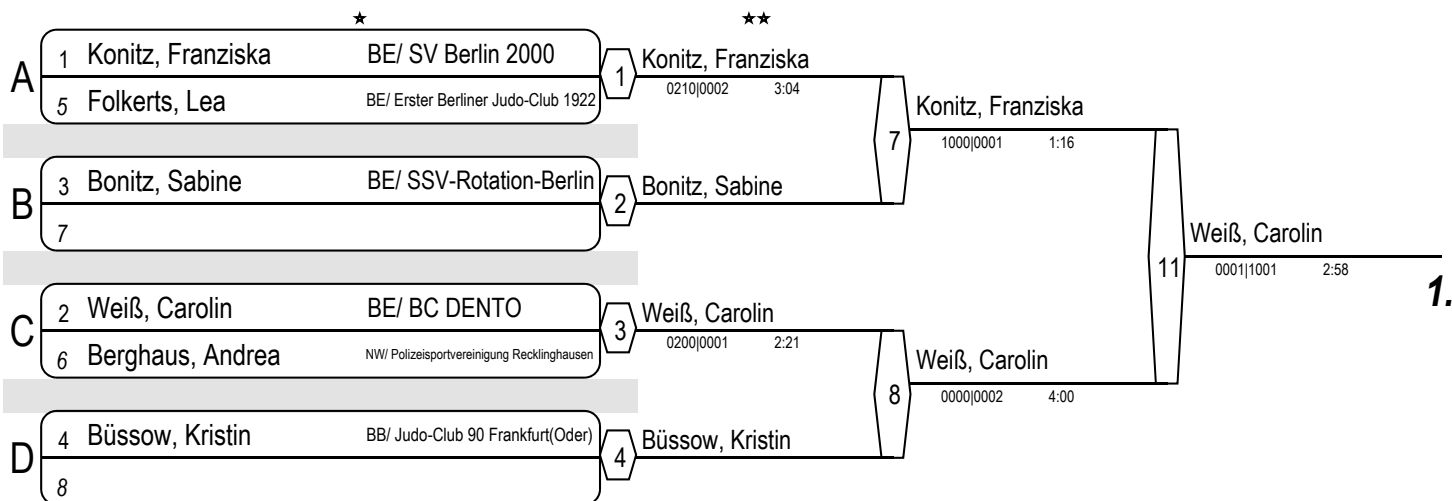 ★ ★★
A
1 Konitz, Franziska BE/ SV Berlin 2000
5 Folkerts, Lea BE/ Erster Berliner Judo-Club 1922
1
Konitz, Franziska
0210|0002 3:04
B
3 Bonitz, Sabine BE/ SSV-Rotation-Berlin
7
2
Bonitz, Sabine
7
Konitz, Franziska
1000|0001 1:16
C
2 Weiß, Carolin BE/ BC DENTO
6 Berghaus, Andrea NW/ Polizeisportvereinigung Recklinghausen
3
Weiß, Carolin
0200|0001 2:21
D
4 Büssow, Kristin BB/ Judo-Club 90 Frankfurt(Oder)
8
4
Büssow, Kristin
8
Weiß, Carolin
0000|0002 4:00
11
Weiß, Carolin
0001|1001 2:58
1.